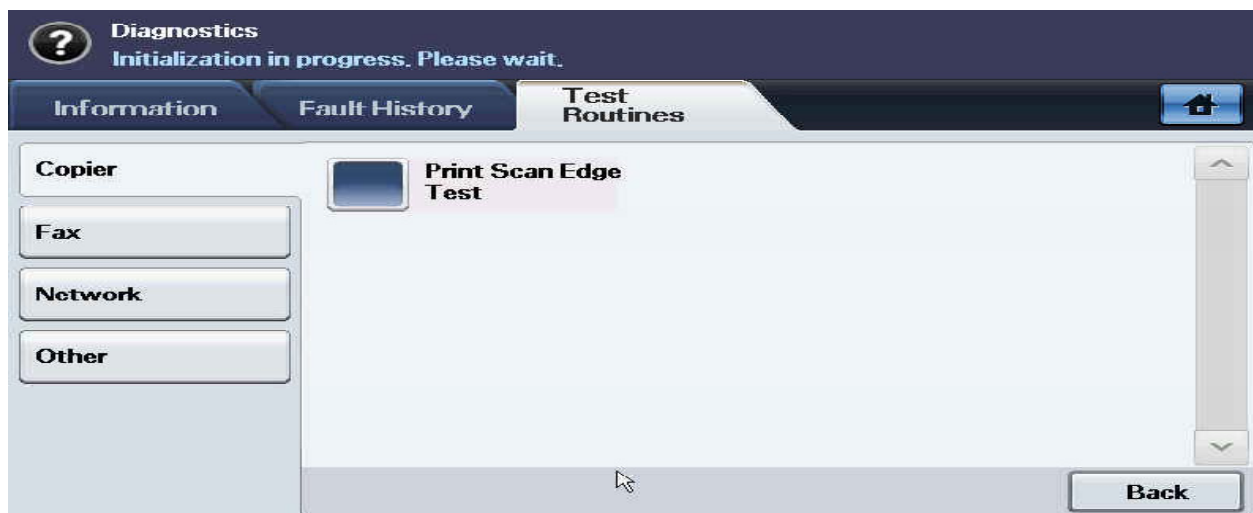 Diagnostics
Initialization in progress. Please wait.
Information
Fault History
Test
Routines
Copier
Print Scan Edge
Test
Fax
Network
Other
Back